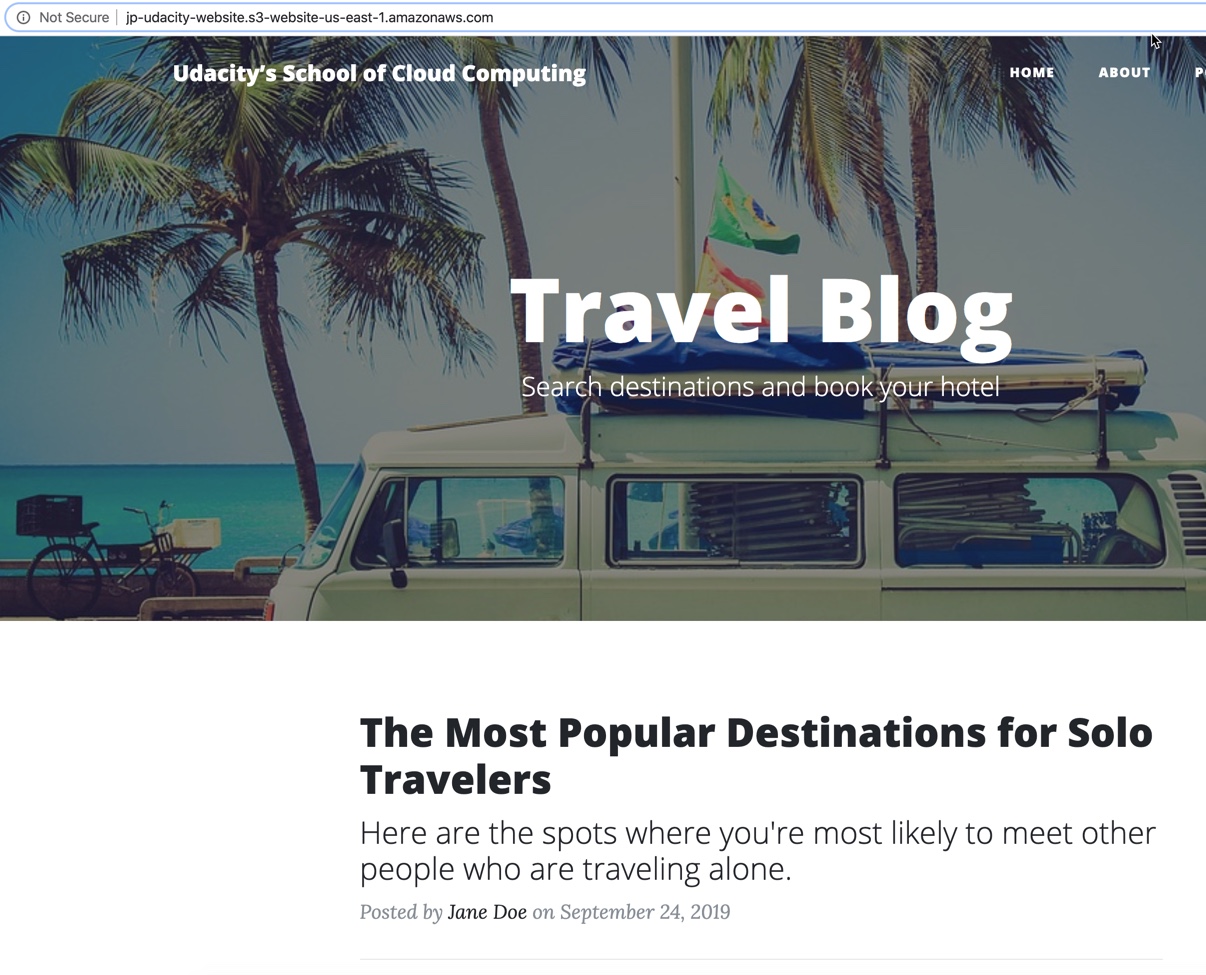 Not Secure jp-udacity-website.s3-website-us-east-1.amazonaws.com
Udacity’s School of Cloud Computing HOME ABOUT
Travel Blog
Search destinations and book your hotel
The Most Popular Destinations for Solo
Travelers
Here are the spots where you're most likely to meet other
people who are traveling alone.
Posted by Jane Doe on September 24, 2019